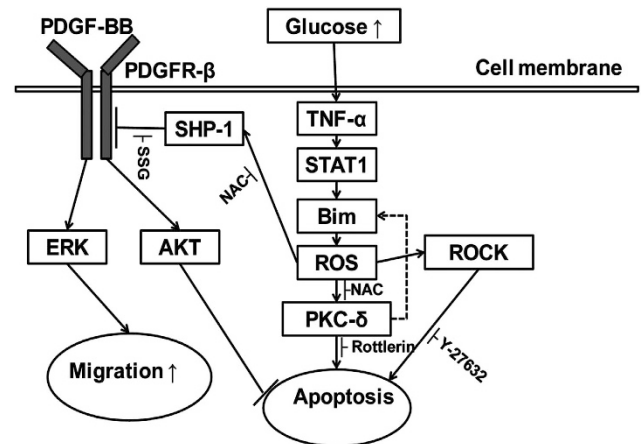 PDGF-BB
Glucose ↑
PDGFR-β
Cell membrane
TNF-α
SHP-1
SSG
STAT1
NAC
Bim
ERK
AKT
ROS
ROCK
NAC
PKC-δ
Rottlerin
Y-27632
Migration ↑
Apoptosis